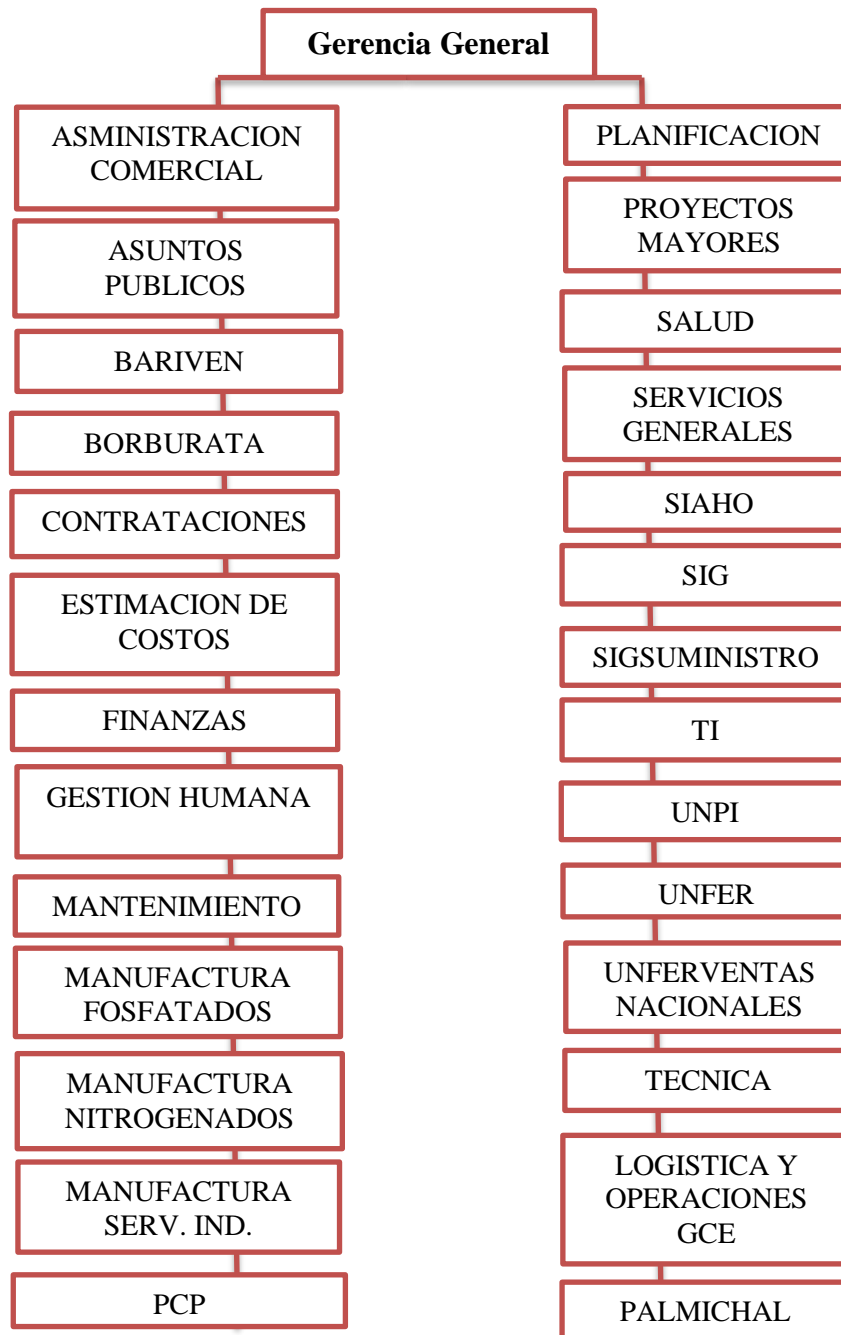 Gerencia General
ASMINISTRACION
COMERCIAL
ASUNTOS
PUBLICOS
BARIVEN
BORBURATA
CONTRATACIONES
ESTIMACION DE
COSTOS
FINANZAS
GESTION HUMANA
MANTENIMIENTO
MANUFACTURA
FOSFATADOS
MANUFACTURA
NITROGENADOS
MANUFACTURA
SERV. IND.
PCP
PLANIFICACION
PROYECTOS
MAYORES
SALUD
SERVICIOS
GENERALES
SIAHO
SIG
SIGSUMINISTRO
TI
UNPI
UNFER
UNFERVENTAS
NACIONALES
TECNICA
LOGISTICA Y
OPERACIONES
GCE
PALMICHAL